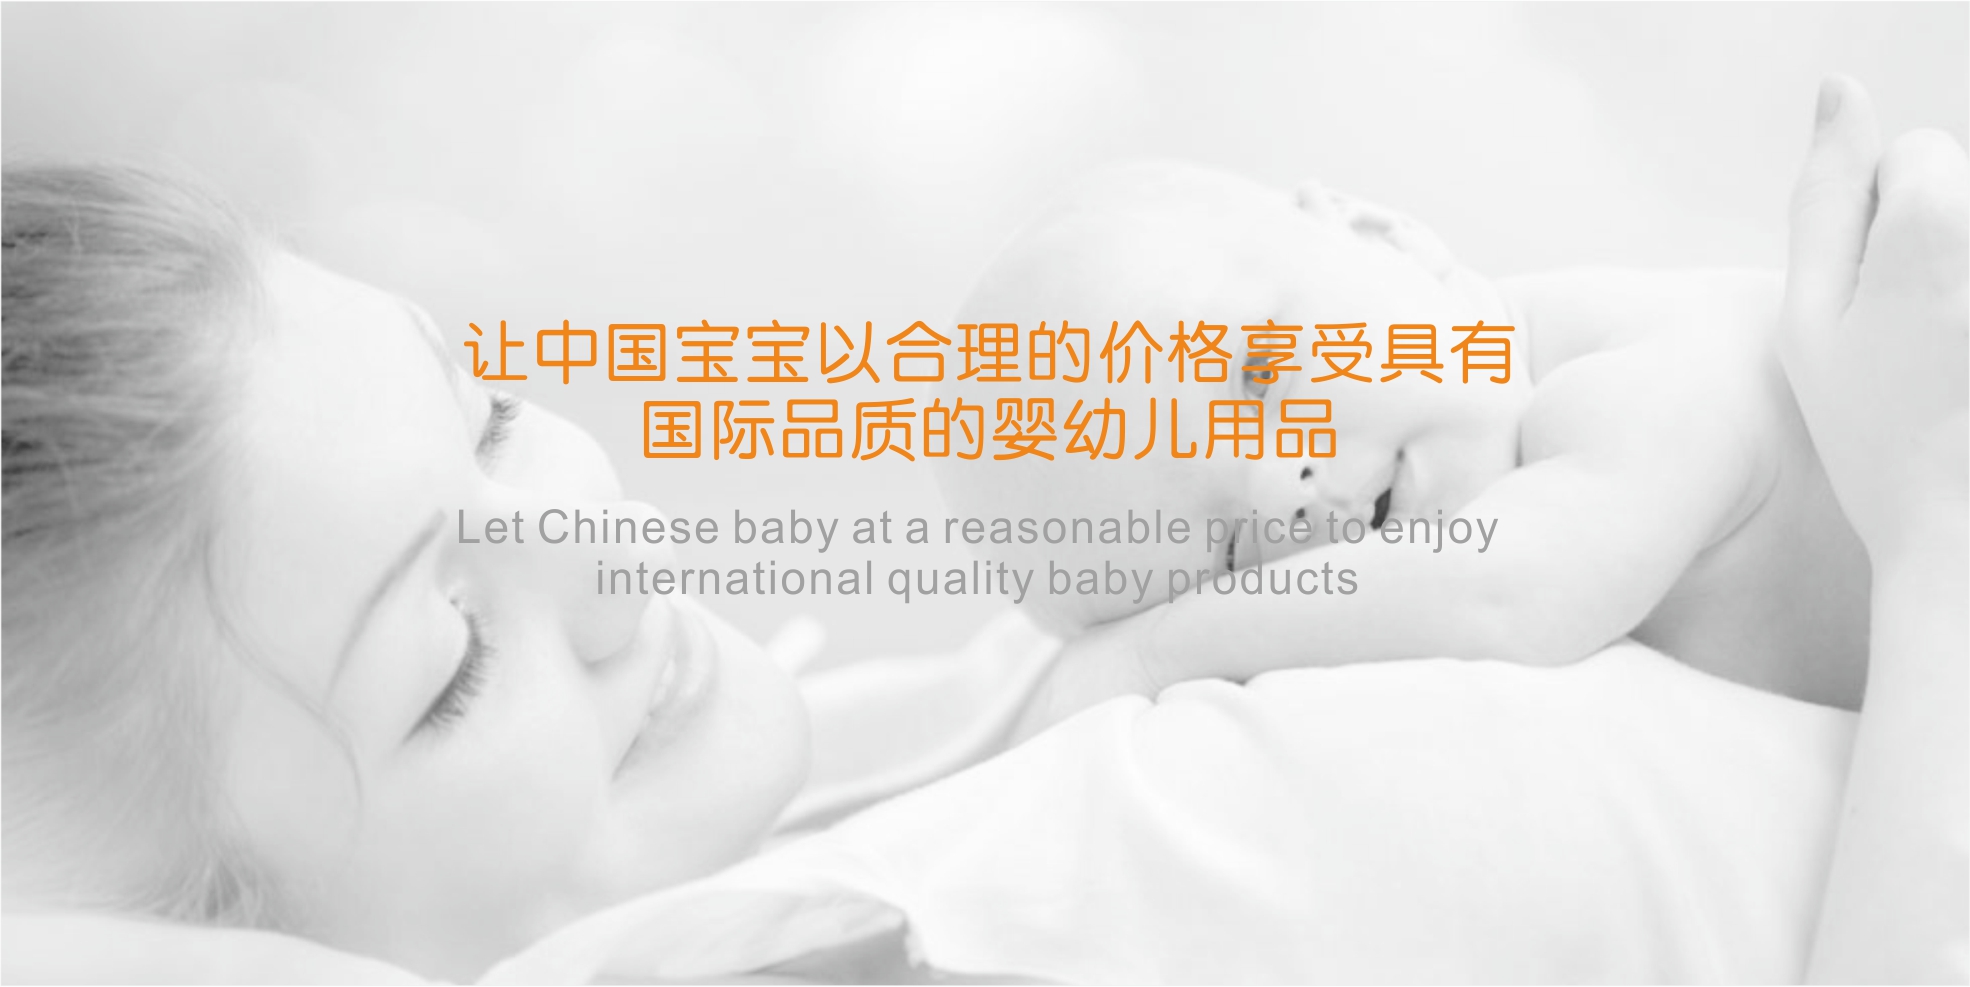 让中国宝宝以合理的价格享受具有
国际品质的婴幼儿用品
Let Chinese baby at a reasonable price to enjoy
international quality baby products